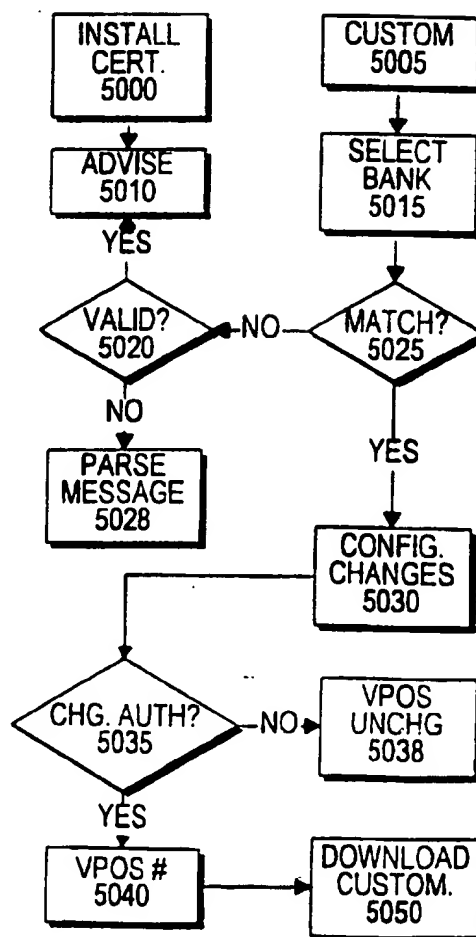 INSTALL
CERT.
5000
CUSTOM
5005
ADVISE
5010
SELECT
BANK
5015
YES
VALID?
5020
NO
MATCH?
5025
NO
YES
PARSE
MESSAGE
5028
CONFIG.
CHANGES
5030
CHG. AUTH?
5035
NO
VPOS
UNCHG
5038
YES
VPOS #
5040
DOWNLOAD
CUSTOM.
5050